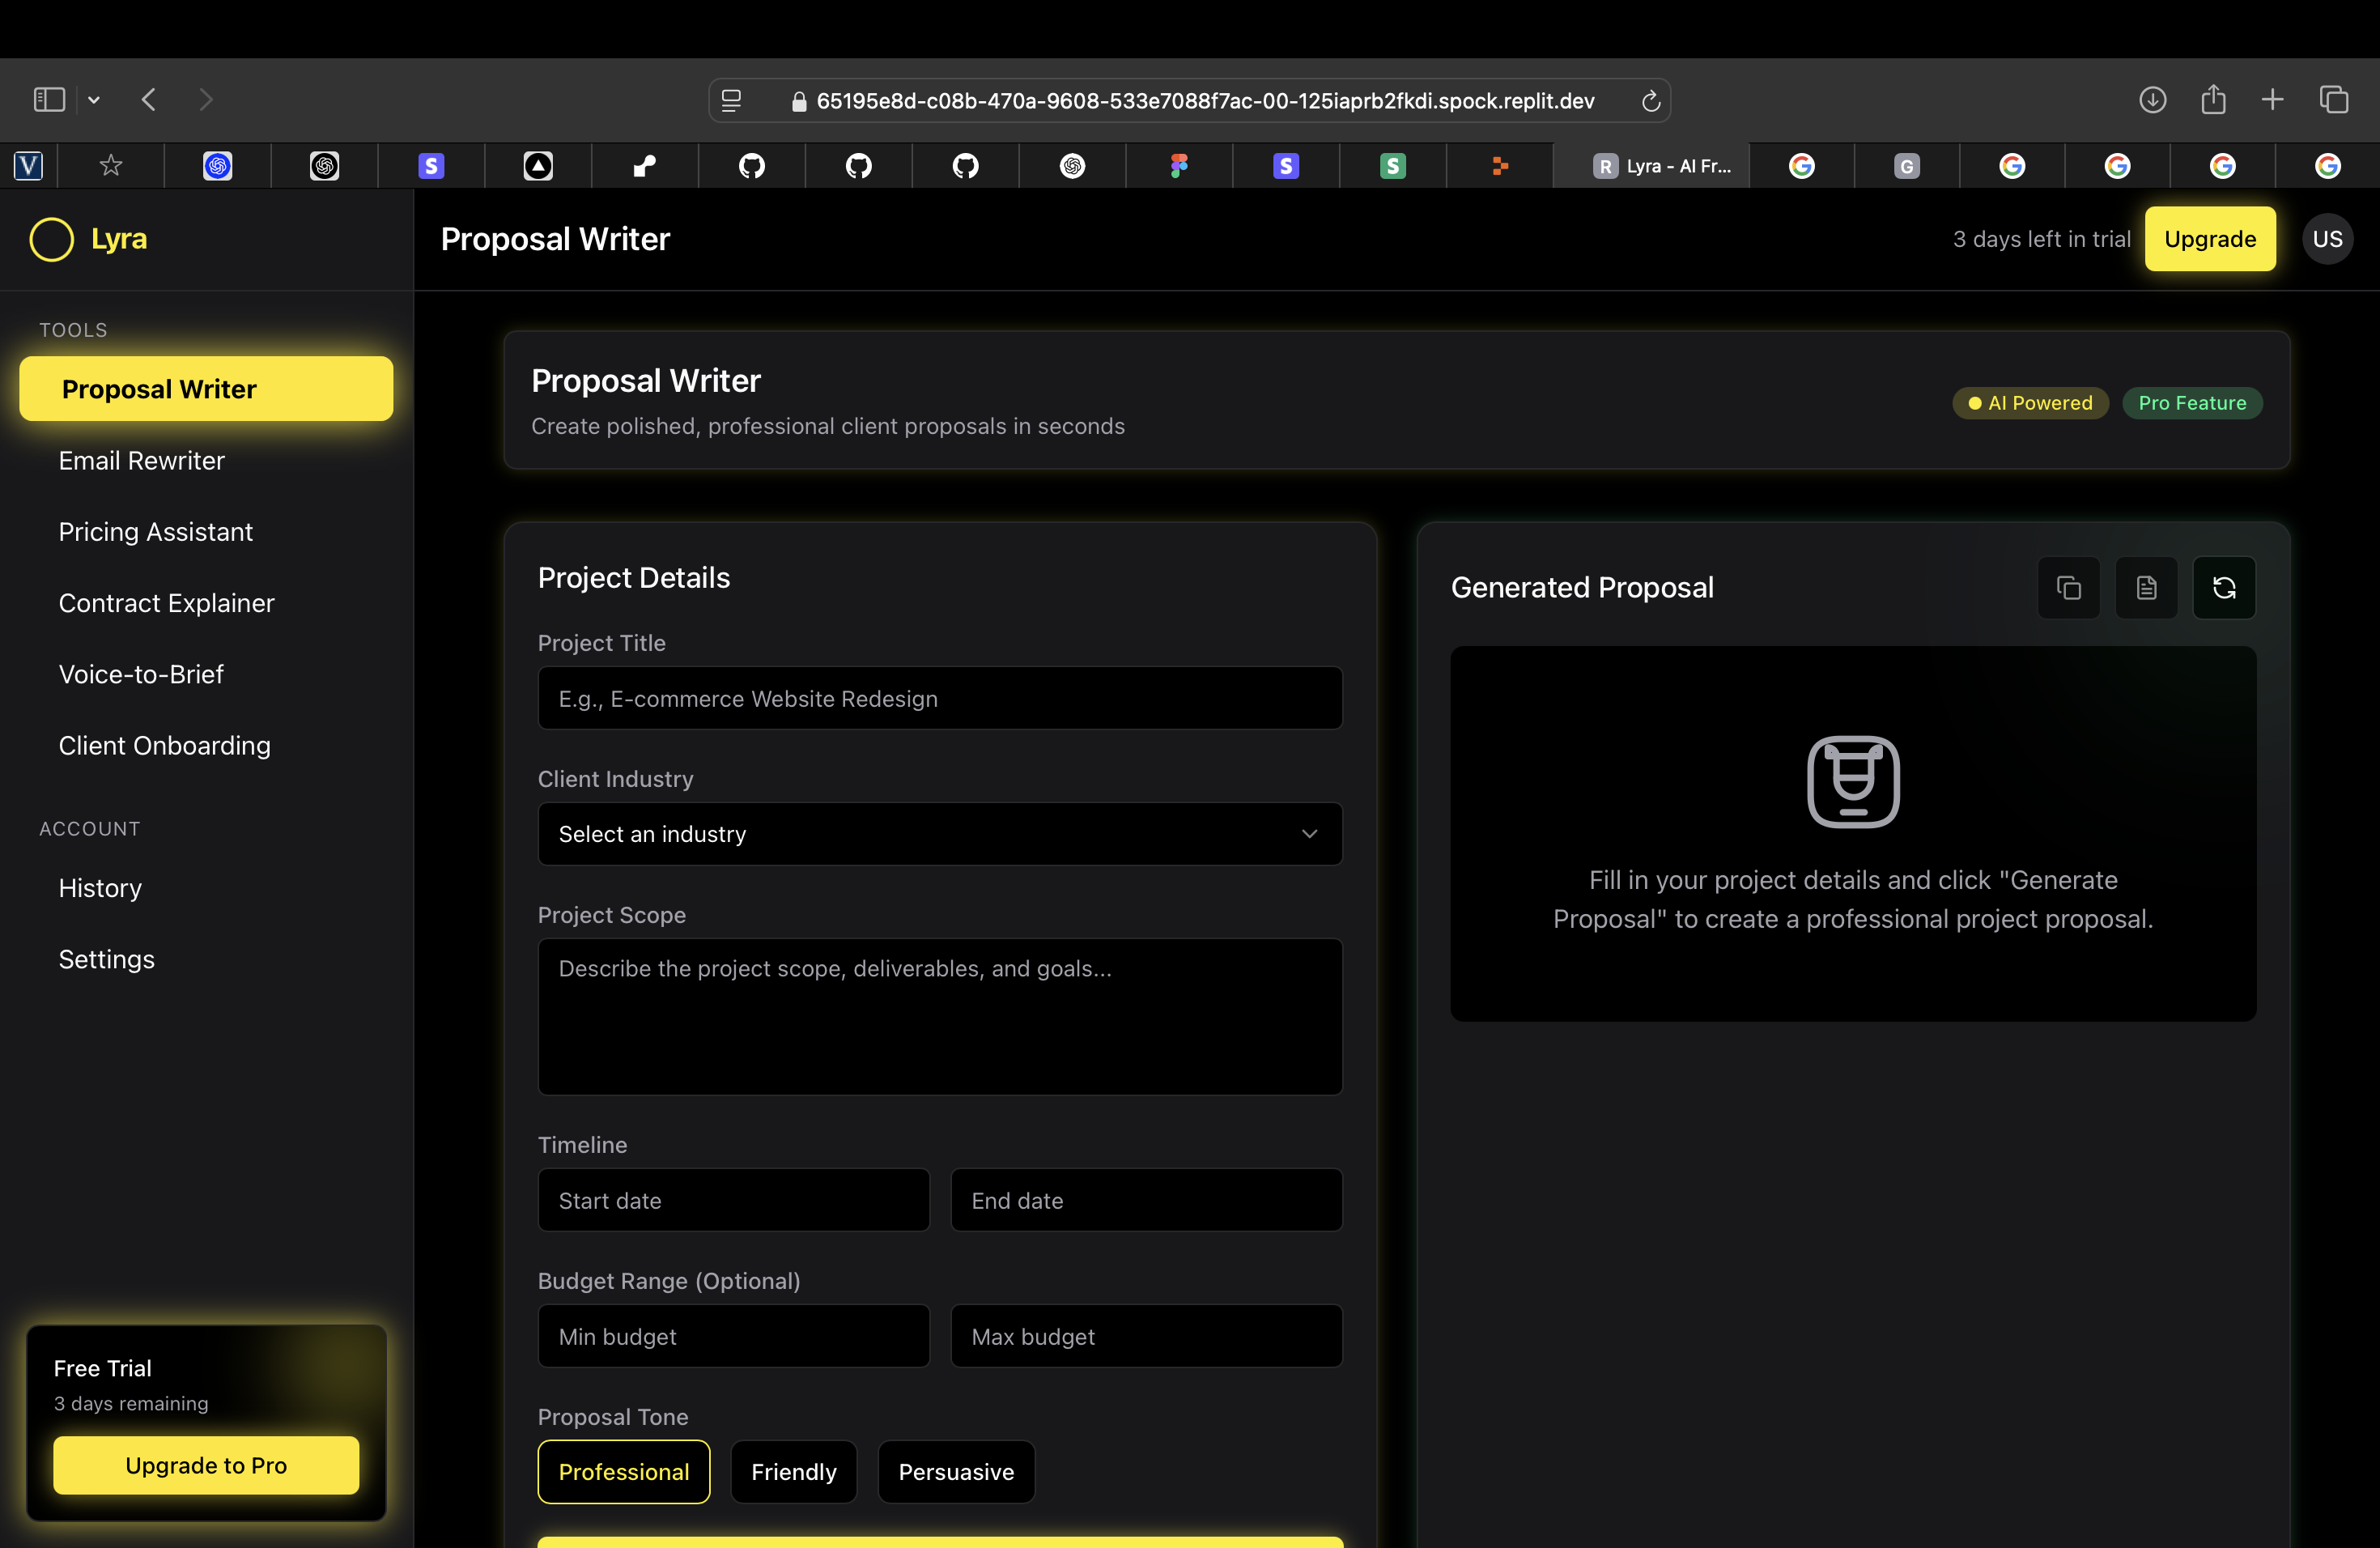 65195e8d-c08b-470a-9608-533e7088f7ac-00-125iaprb2fkdi.spock.replit.dev
V
S
S
S
R Lyra - AI Fr...
G
G
G
G
G
G
Lyra
Proposal Writer
3 days left in trial
Upgrade
US
TOOLS
Proposal Writer
Email Rewriter
Pricing Assistant
Contract Explainer
Voice-to-Brief
Client Onboarding
ACCOUNT
History
Settings
Free Trial
3 days remaining
Upgrade to Pro
Proposal Writer
Create polished, professional client proposals in seconds
AI Powered
Pro Feature
Project Details
Project Title
E.g., E-commerce Website Redesign
Client Industry
Select an industry
Project Scope
Describe the project scope, deliverables, and goals...
Timeline
Start date
End date
Budget Range (Optional)
Min budget
Max budget
Proposal Tone
Professional
Friendly
Persuasive
Generated Proposal
Fill in your project details and click "Generate
Proposal" to create a professional project proposal.